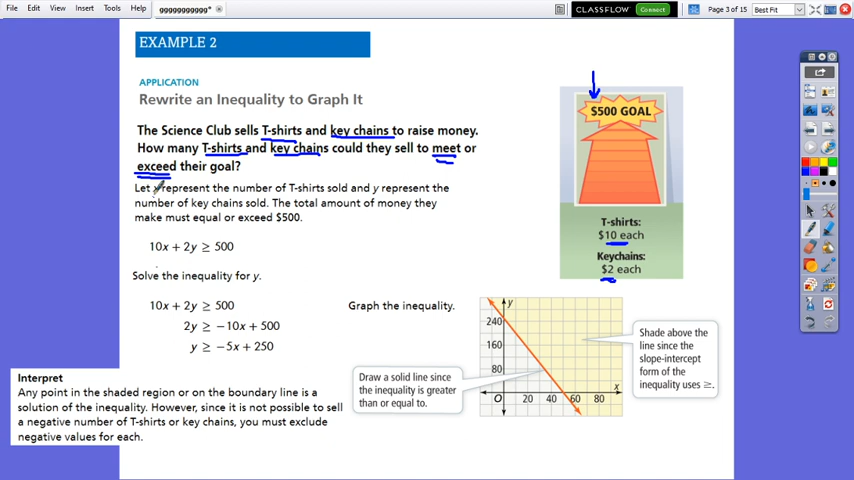 File Edit View Insert Tools Help
9999999999* 
CLASSFLOW Connect
Page 3 of 15
Best Fit
EXAMPLE 2
APPLICATION
Rewrite an Inequality to Graph It
The Science Club sells T-shirts and key chains to raise money.
How many T-shirts and key chains could they sell to meet or
exceed their goal?
Let x represent the number of T-shirts sold and y represent the
number of key chains sold. The total amount of money they
make must equal or exceed $500.
10x + 2y ≥ 500
Solve the inequality for y.
10x + 2y ≥ 500
2y ≥ −10x + 500
y ≥ −5x + 250
$500 GOAL
T-shirts:
$10 each
Keychains:
$2 each
Graph the inequality.
y
240
160
80
x
O 20 40 60 80
Draw a solid line since
the inequality is greater
than or equal to.
Shade above the
line since the
slope-intercept
form of the
inequality uses ≥.
Interpret
Any point in the shaded region or on the boundary line is a
solution of the inequality. However, since it is not possible to sell
a negative number of T-shirts or key chains, you must exclude
negative values for each.